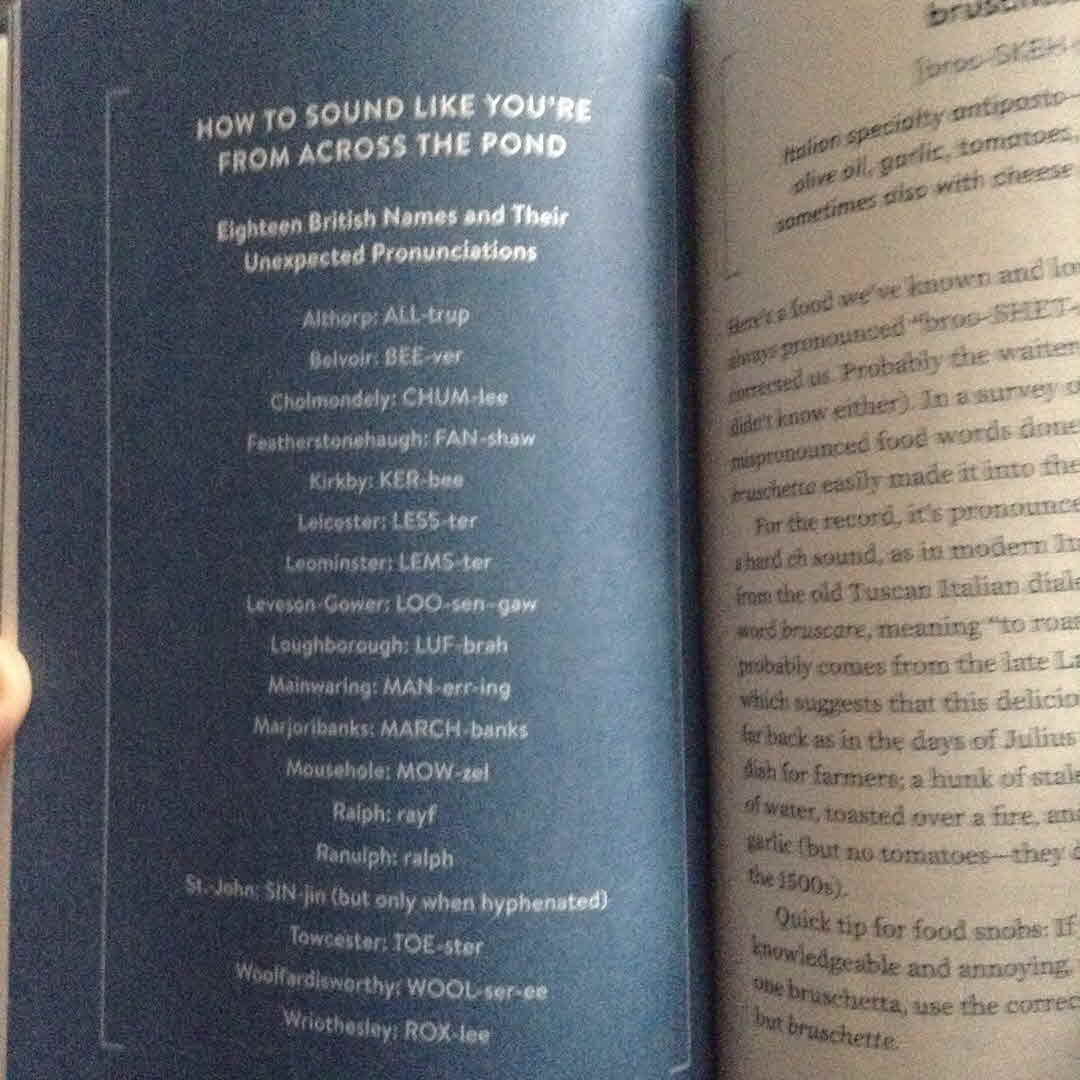 HOW TO SOUND LIKE YOU'RE
FROM ACROSS THE POND
Eighteen British Names and Their
Unexpected Pronunciations
Althorp: ALL-trup
Belvoir: BEE-ver
Cholmondely: CHUM-lee
Featherstonehaugh: FAN-shaw
Kirkby: KER-bee
Leicester: LESS-ter
Leominster: LEMS-ter
Leveson-Gower: LOO-sen-gaw
Loughborough: LUF-brah
Mainwaring: MAN-err-ing
Marjoribanks: MARCH-banks
Mousehole: MOW-zel
Ralph: rayf
Ranulph: ralph
St.-John: SIN-jin (but only when hyphenated)
Towcester: TOE-ster
Woolfardisworthy: WOOL-ser-ee
Wriothesley: ROX-lee
[broo-SKEH-
Italian specialty antipasto—
olive oil, garlic, tomatoes,
sometimes also with cheese
Here's a food we've known and lo
always pronounced "broo-SHET-
corrected us. Probably the waiter
didn't know either). In a survey o
mispronounced food words done
bruschetta easily made it into the
For the record, it's pronounce
a hard ch sound, as in modern It
from the old Tuscan Italian diale
word bruscare, meaning "to roas
probably comes from the late La
which suggests that this delicio
far back as in the days of Julius
dish for farmers; a hunk of stale
of water, toasted over a fire, an
garlic (but no tomatoes—they
the 1500s).
Quick tip for food snobs: If
knowledgeable and annoying,
one bruschetta, use the correc
but bruschette.